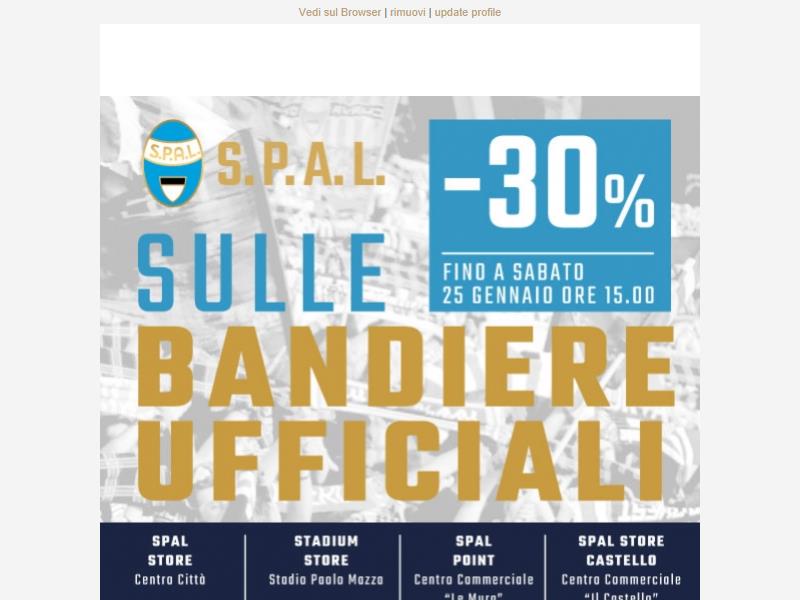 Vedi sul Browser | rimuovi | update profile
S.P.A.L.
S.P.A.L.
-30%
FINO A SABATO
25 GENNAIO ORE 15.00
SULLE
BANDIERE
UFFICIALI
SPAL
STORE
Centro Città
STADIUM
STORE
Stadio Paolo Mazza
SPAL
POINT
Centro Commerciale
"Le Mura"
SPAL STORE
CASTELLO
Centro Commerciale
"Il Castello"